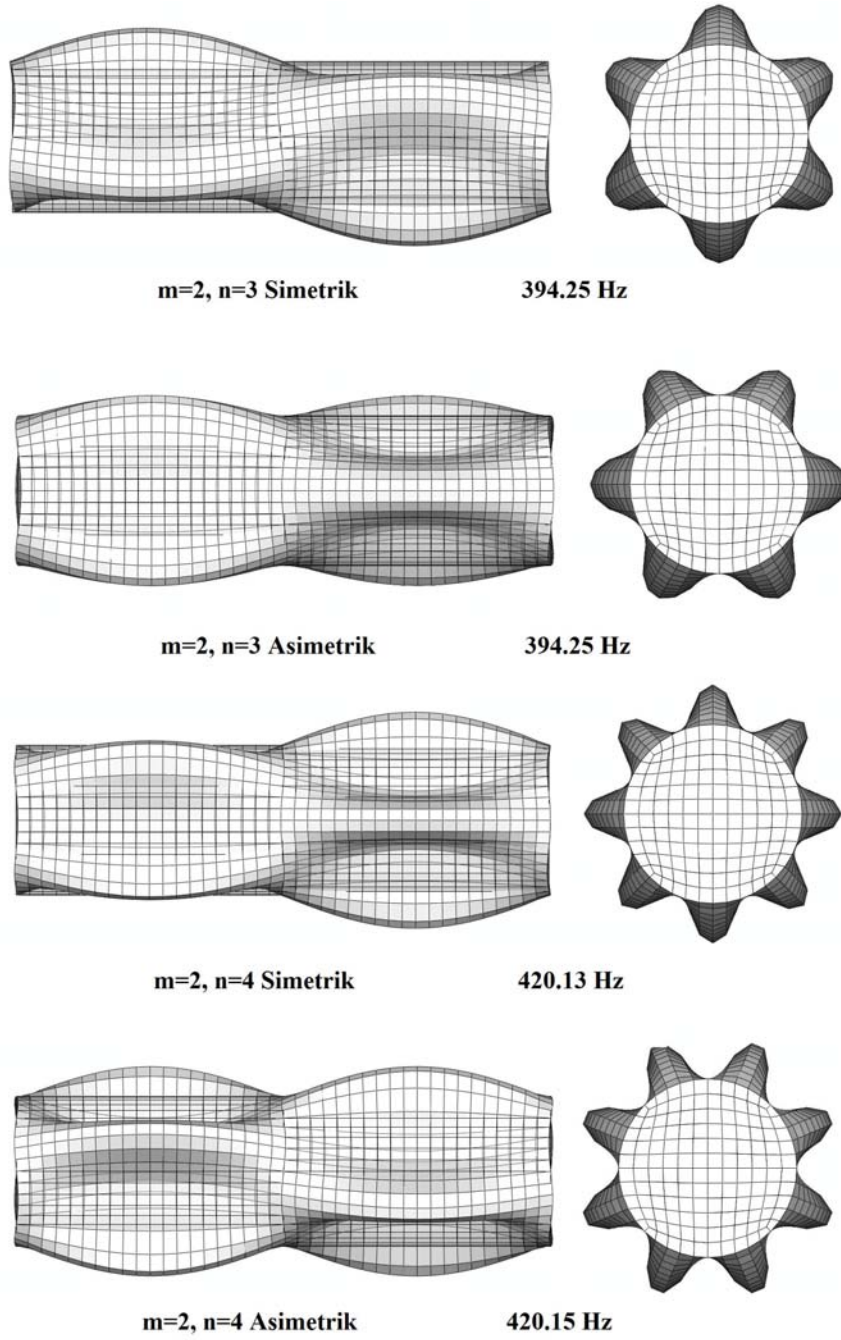 m=2, n=3 Simetrik 394.25 Hz
m=2, n=3 Asimetrik 394.25 Hz
m=2, n=4 Simetrik 420.13 Hz
m=2, n=4 Asimetrik 420.15 Hz